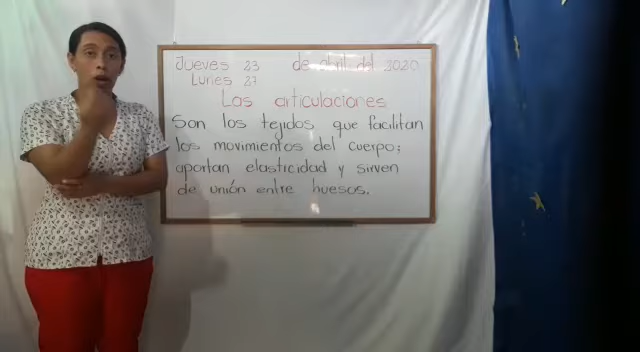 Jueves 23 de abril del 2020
Lunes 27
Las articulaciones
Son los tejidos que facilitan
los movimientos del cuerpo;
aportan elasticidad y sirven
de unión entre huesos.